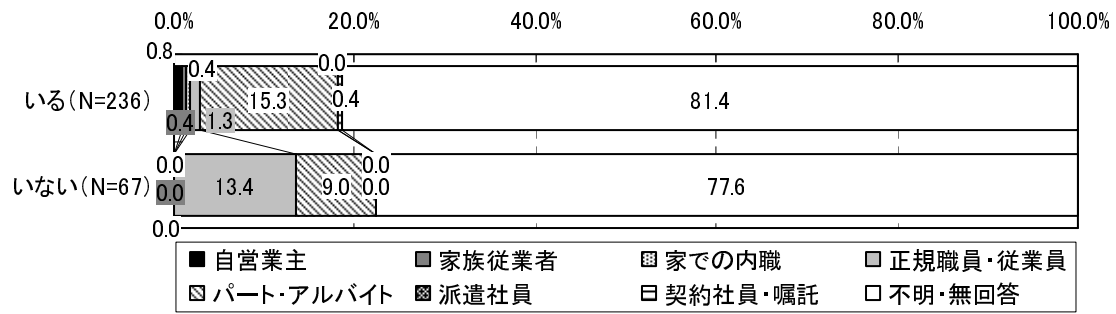 0.0% 20.0% 40.0% 60.0% 80.0% 100.0%
0.8
0.4 0.0
いる(N=236) 15.3 0.4 81.4
0.4 1.3
0.0 0.0
いない(N=67) 13.4 9.0 77.6
0.0 0.0
0.0
自営業主 家族従業者 家での内職 正規職員・従業員
パート・アルバイト 派遣社員 契約社員・嘱託 不明・無回答